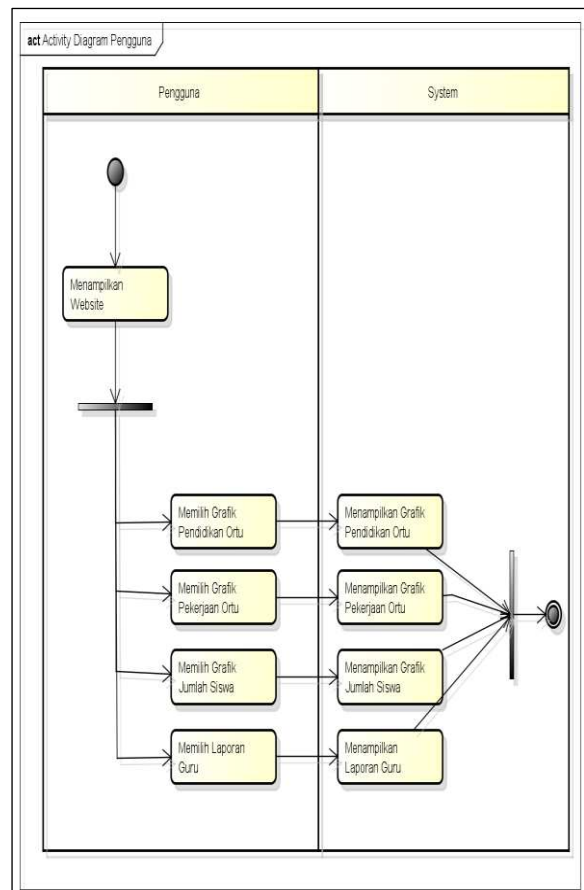 act Activity Diagram Pengguna
Pengguna
System
Menampilkan
Website
Memilih Grafik
Pendidikan Ortu
Menampilkan Grafik
Pendidikan Ortu
Memilih Grafik
Pekerjaan Ortu
Menampilkan Grafik
Pekerjaan Ortu
Memilih Grafik
Jumlah Siswa
Menampilkan Grafik
Jumlah Siswa
Memilih Laporan
Guru
Menampilkan
Laporan Guru